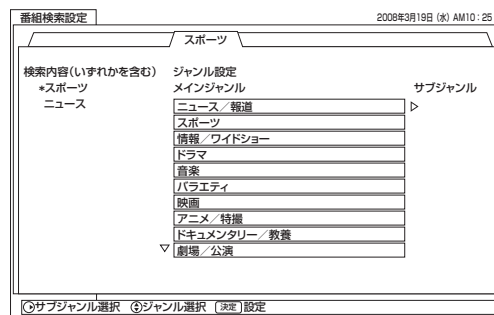 番組検索設定 2008年3月19日(水) AM10:25
スポーツ
検索内容(いずれかを含む) ジャンル設定
*スポーツ メインジャンル サブジャンル
ニュース ニュース/報道
スポーツ
情報/ワイドショー
ドラマ
音楽
バラエティ
映画
アニメ/特撮
ドキュメンタリー/教養
劇場/公演
サブジャンル選択 ジャンル選択 決定 設定